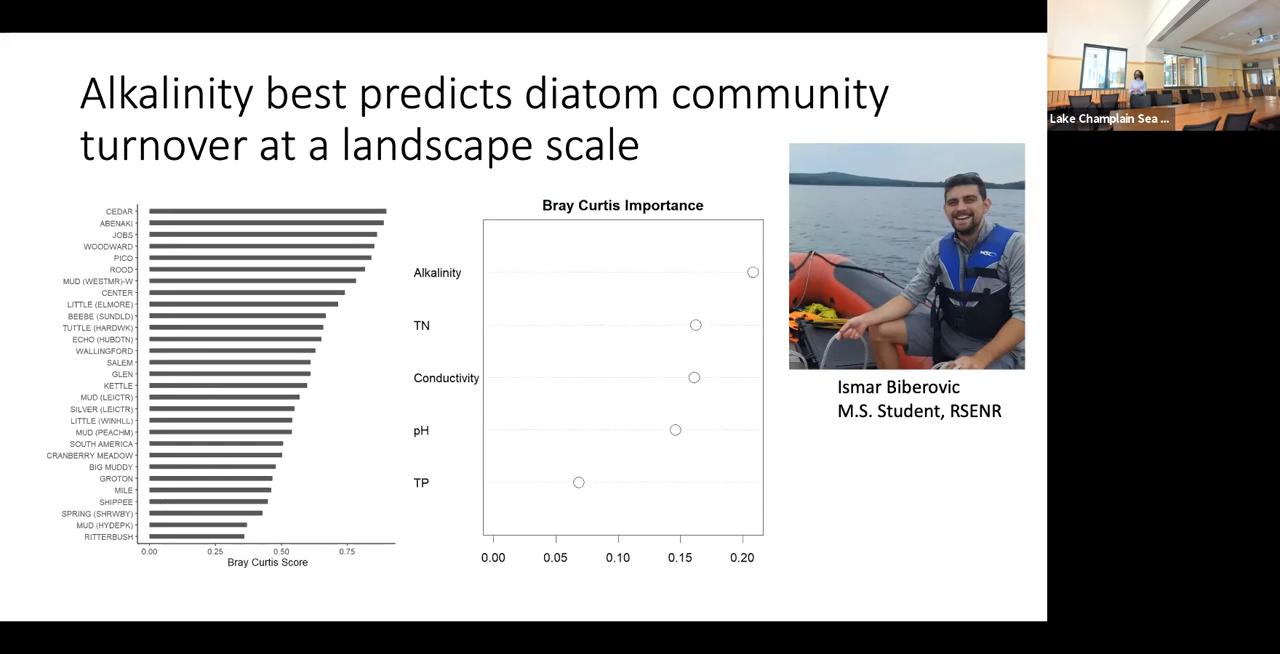 Alkalinity best predicts diatom community
turnover at a landscape scale
CEDAR
ABENAKI
JOBS
WOODWARD
PICO
ROOD
MUD (WESTMR)-W
CENTER
LITTLE (ELMORE)
BEEBE (SUNDLD)
TUTTLE (HARDWK)
ECHO (HUBDTN)
WALLINGFORD
SALEM
GLEN
KETTLE
MUD (LEICTR)
SILVER (LEICTR)
LITTLE (WINHLL)
MUD (PEACHM)
SOUTH AMERICA
CRANBERRY MEADOW
BIG MUDDY
GROTON
MILE
SHIPPEE
SPRING (SHRWBY)
MUD (HYDEPK)
RITTERBUSH
0.00 0.25 0.50 0.75
Bray Curtis Score
Bray Curtis Importance
Alkalinity
TN
Conductivity
pH
TP
0.00 0.05 0.10 0.15 0.20
Ismar Biberovic
M.S. Student, RSENR
Lake Champlain Sea ...